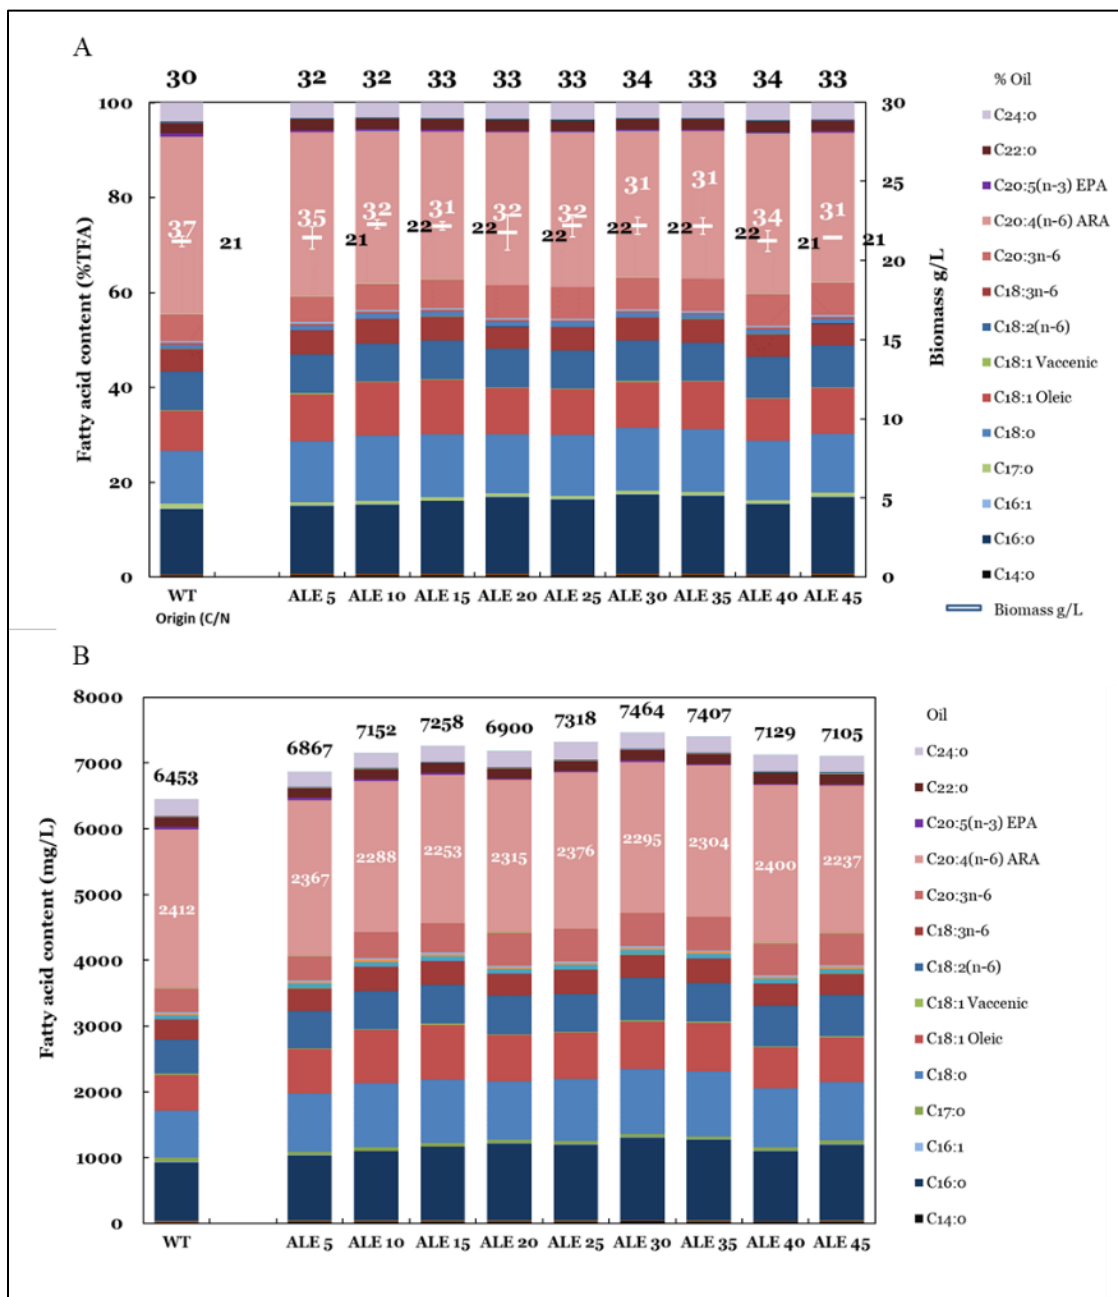 A
30 32 32 33 33 33 34 33 34 33
% Oil
C24:0
C22:0
C20:5(n-3) EPA
C20:4(n-6) ARA
C20:3n-6
C18:3n-6
C18:2(n-6)
C18:1 Vaccenic
C18:1 Oleic
C18:0
C17:0
C16:1
C16:0
C14:0
Biomass g/L
Fatty acid content (%TFA)
100
80
60
40
20
0
37 35 32 31 32 32 31 31 34 31
21 21 22 22 22 22 22 21 21
Biomass g/L
30
25
20
15
10
5
0
WT ALE 5 ALE 10 ALE 15 ALE 20 ALE 25 ALE 30 ALE 35 ALE 40 ALE 45
Origin (C/N
B
Fatty acid content (mg/L)
8000
7000
6000
5000
4000
3000
2000
1000
0
6453 6867 7152 7258 6900 7318 7464 7407 7129 7105
2412 2367 2288 2253 2315 2376 2295 2304 2400 2237
WT ALE 5 ALE 10 ALE 15 ALE 20 ALE 25 ALE 30 ALE 35 ALE 40 ALE 45
Oil
C24:0
C22:0
C20:5(n-3) EPA
C20:4(n-6) ARA
C20:3n-6
C18:3n-6
C18:2(n-6)
C18:1 Vaccenic
C18:1 Oleic
C18:0
C17:0
C16:1
C16:0
C14:0